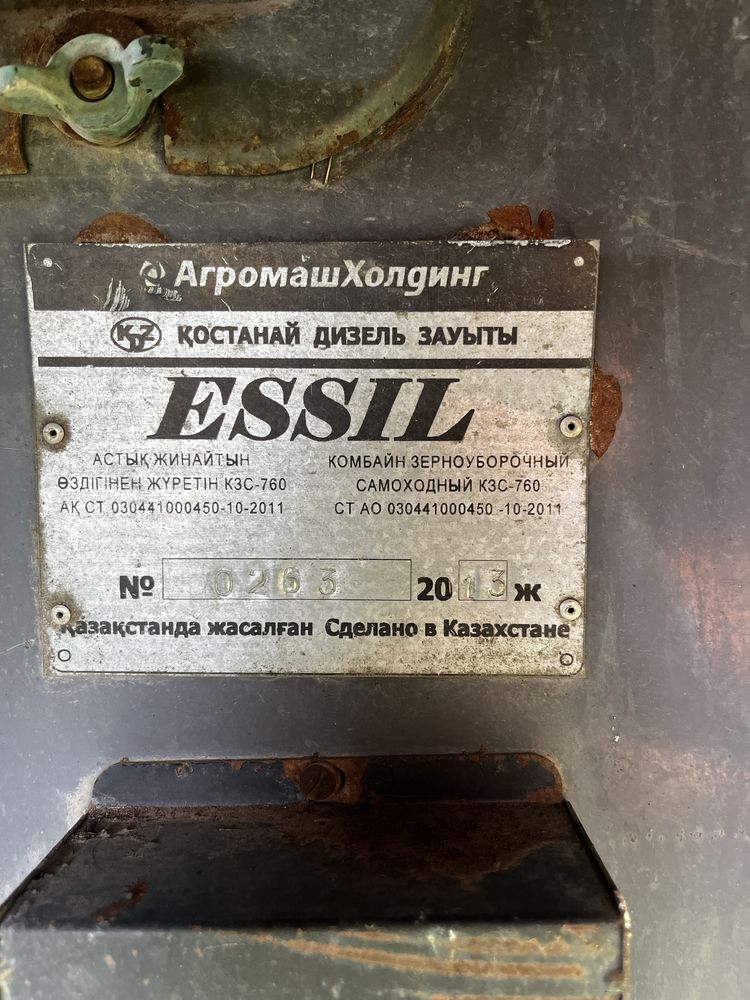 АгромашХолдинг
KDZ ҚОСТАНАЙ ДИЗЕЛЬ ЗАУЫТЫ
ESSIL
АСТЫҚ ЖИНАЙТЫН
ӨЗДІГІНЕН ЖҮРЕТІН КЗС-760
АҚ СТ 030441000450-10-2011
КОМБАЙН ЗЕРНОУБОРОЧНЫЙ
САМОХОДНЫЙ КЗС-760
СТ АО 030441000450 -10-2011
№ 0263 2013 ж
Қазақстанда жасалған Сделано в Казахстане